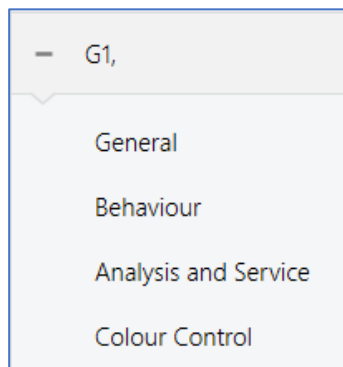 G1,
General
Behaviour
Analysis and Service
Colour Control